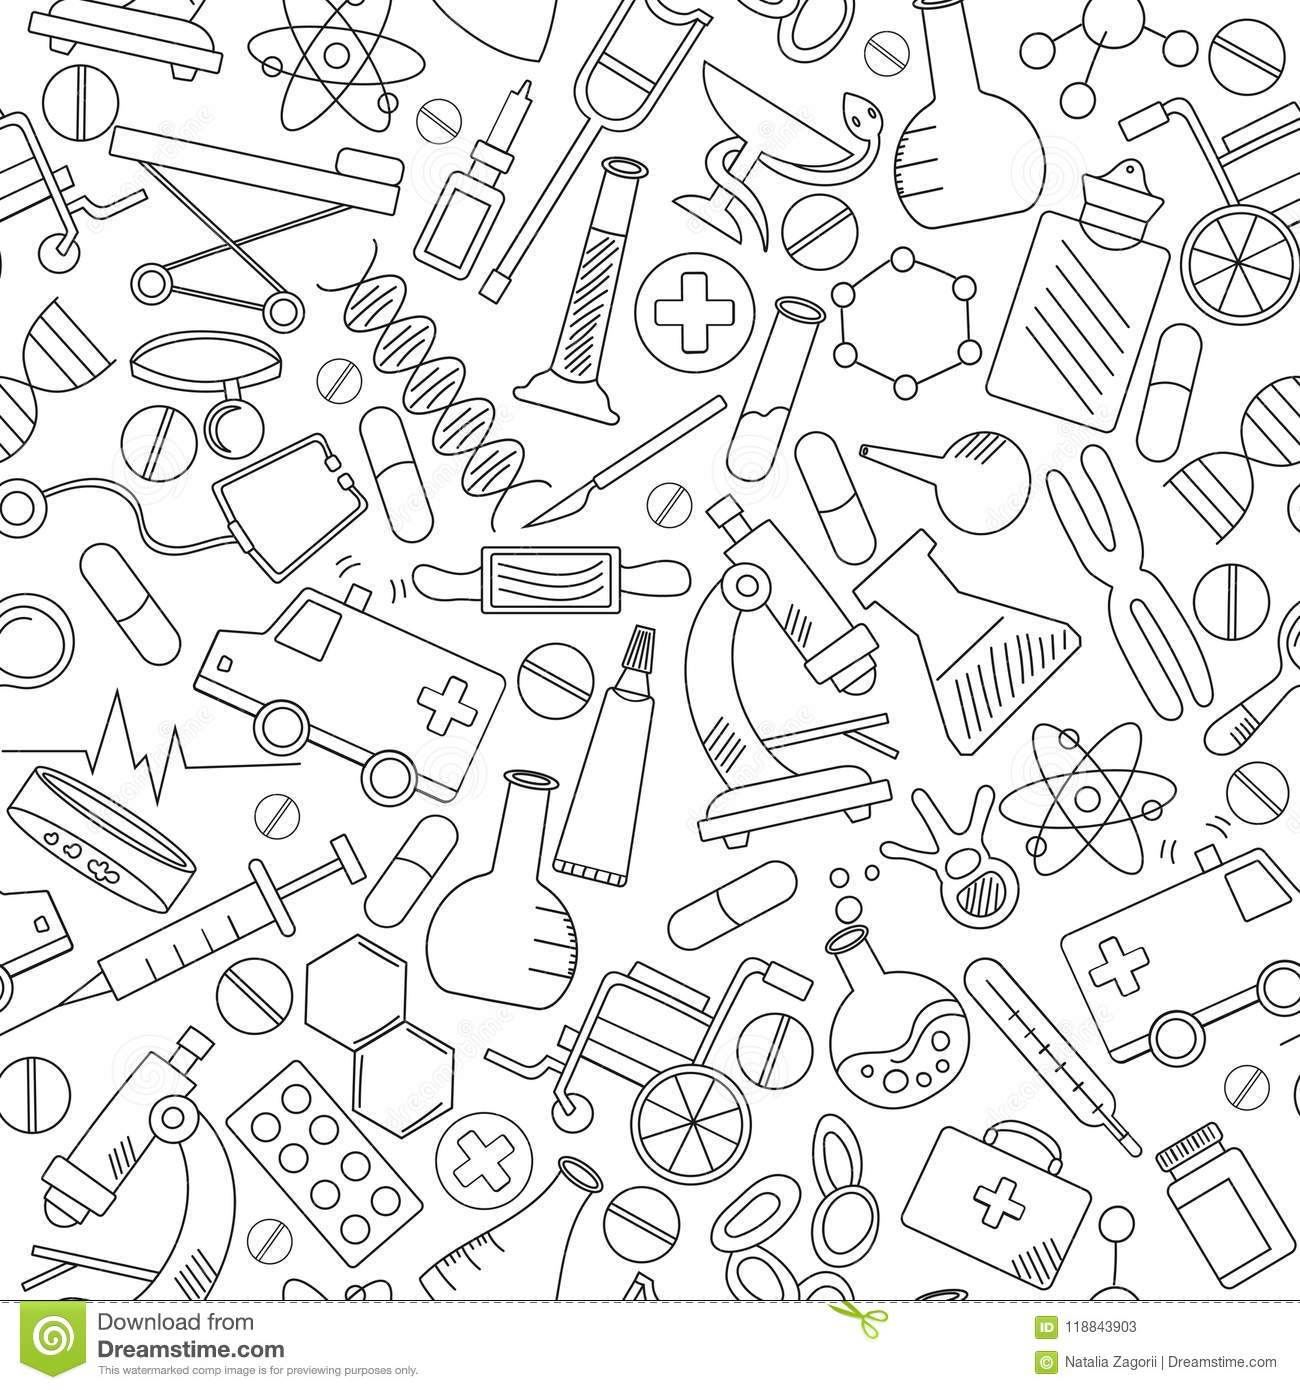 Download from
Dreamstime.com
This watermarked comp image is for previewing purposes only.
ID 118843903
© Natalia Zagorii | Dreamstime.com